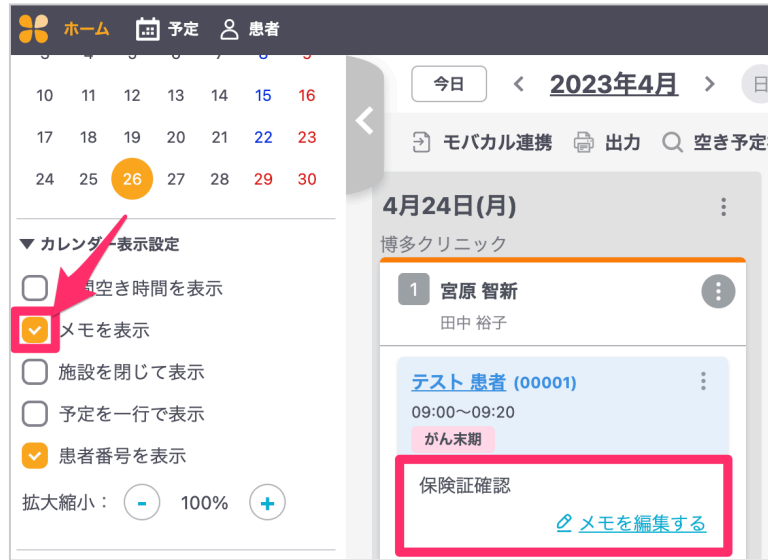 ホーム 予定 患者
10 11 12 13 14 15 16
17 18 19 20 21 22 23
24 25 26 27 28 29 30
▼ カレンダー表示設定
間空き時間を表示
メモを表示
施設を閉じて表示
予定を一行で表示
患者番号を表示
拡大縮小： - 100% +
今日 < 2023年4月 > 日
モバカル連携 出力 空き予定
4月24日(月)
博多クリニック
1 宮原 智新
田中 裕子
テスト 患者 (00001)
09:00～09:20
がん末期
保険証確認
メモを編集する